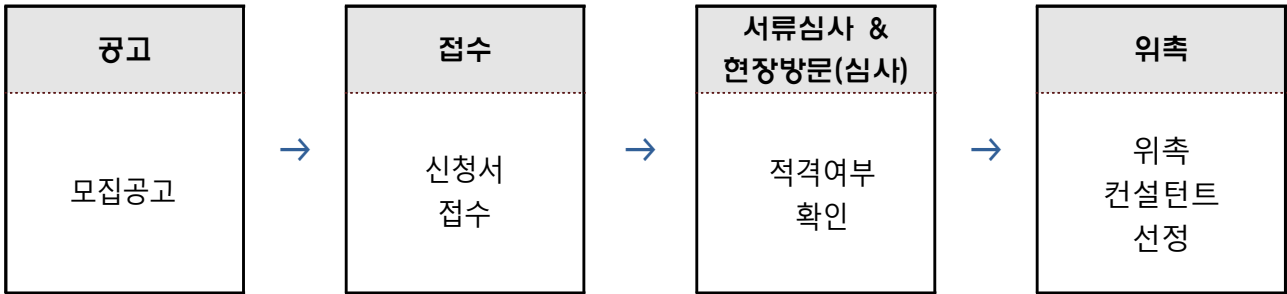 공고
모집공고
→
접수
신청서
접수
→
서류심사 &
현장방문(심사)
적격여부
확인
→
위촉
위촉
컨설턴트
선정